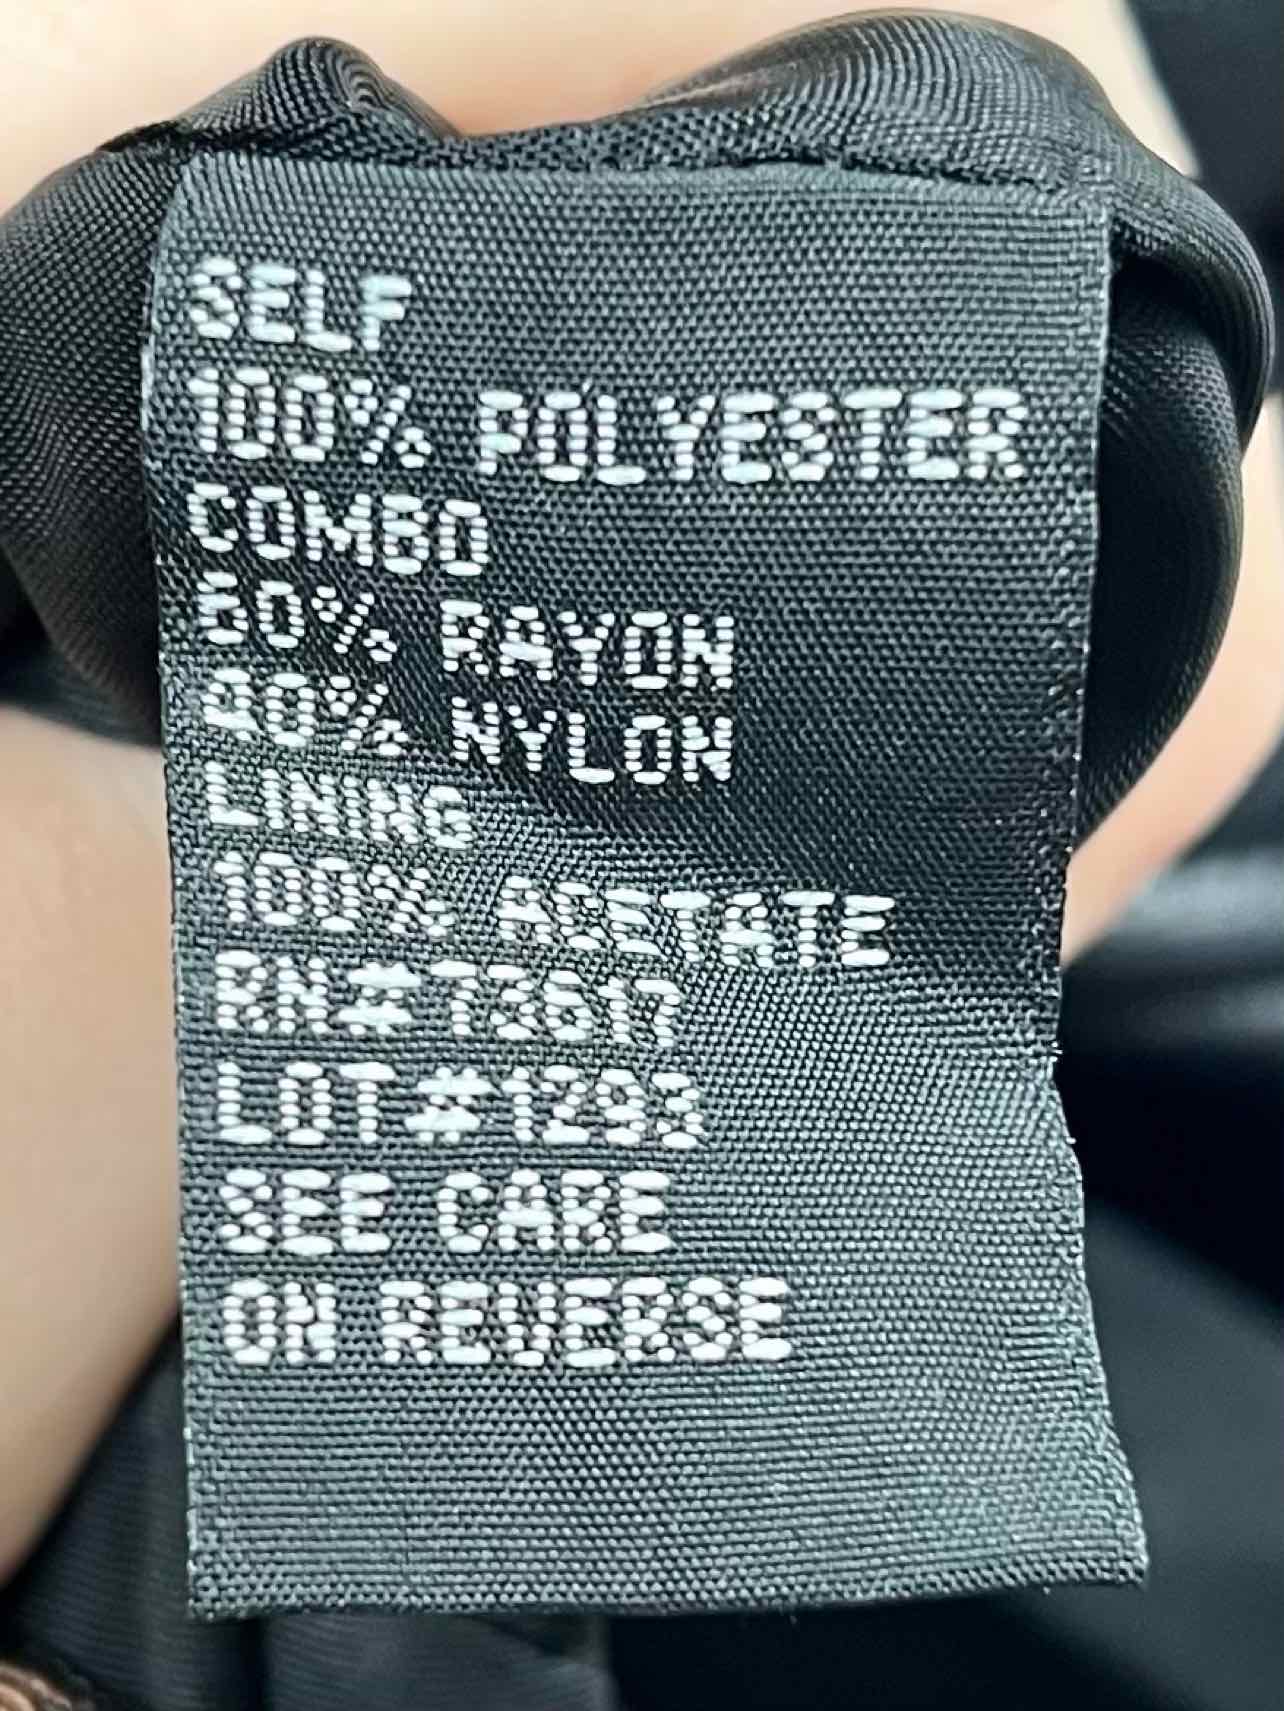 SELF
100% POLYESTER
COMBO
60% RAYON
40% NYLON
LINING
100% ACETATE
RN# 73617
LOT#1293
SEE CARE
ON REVERSE